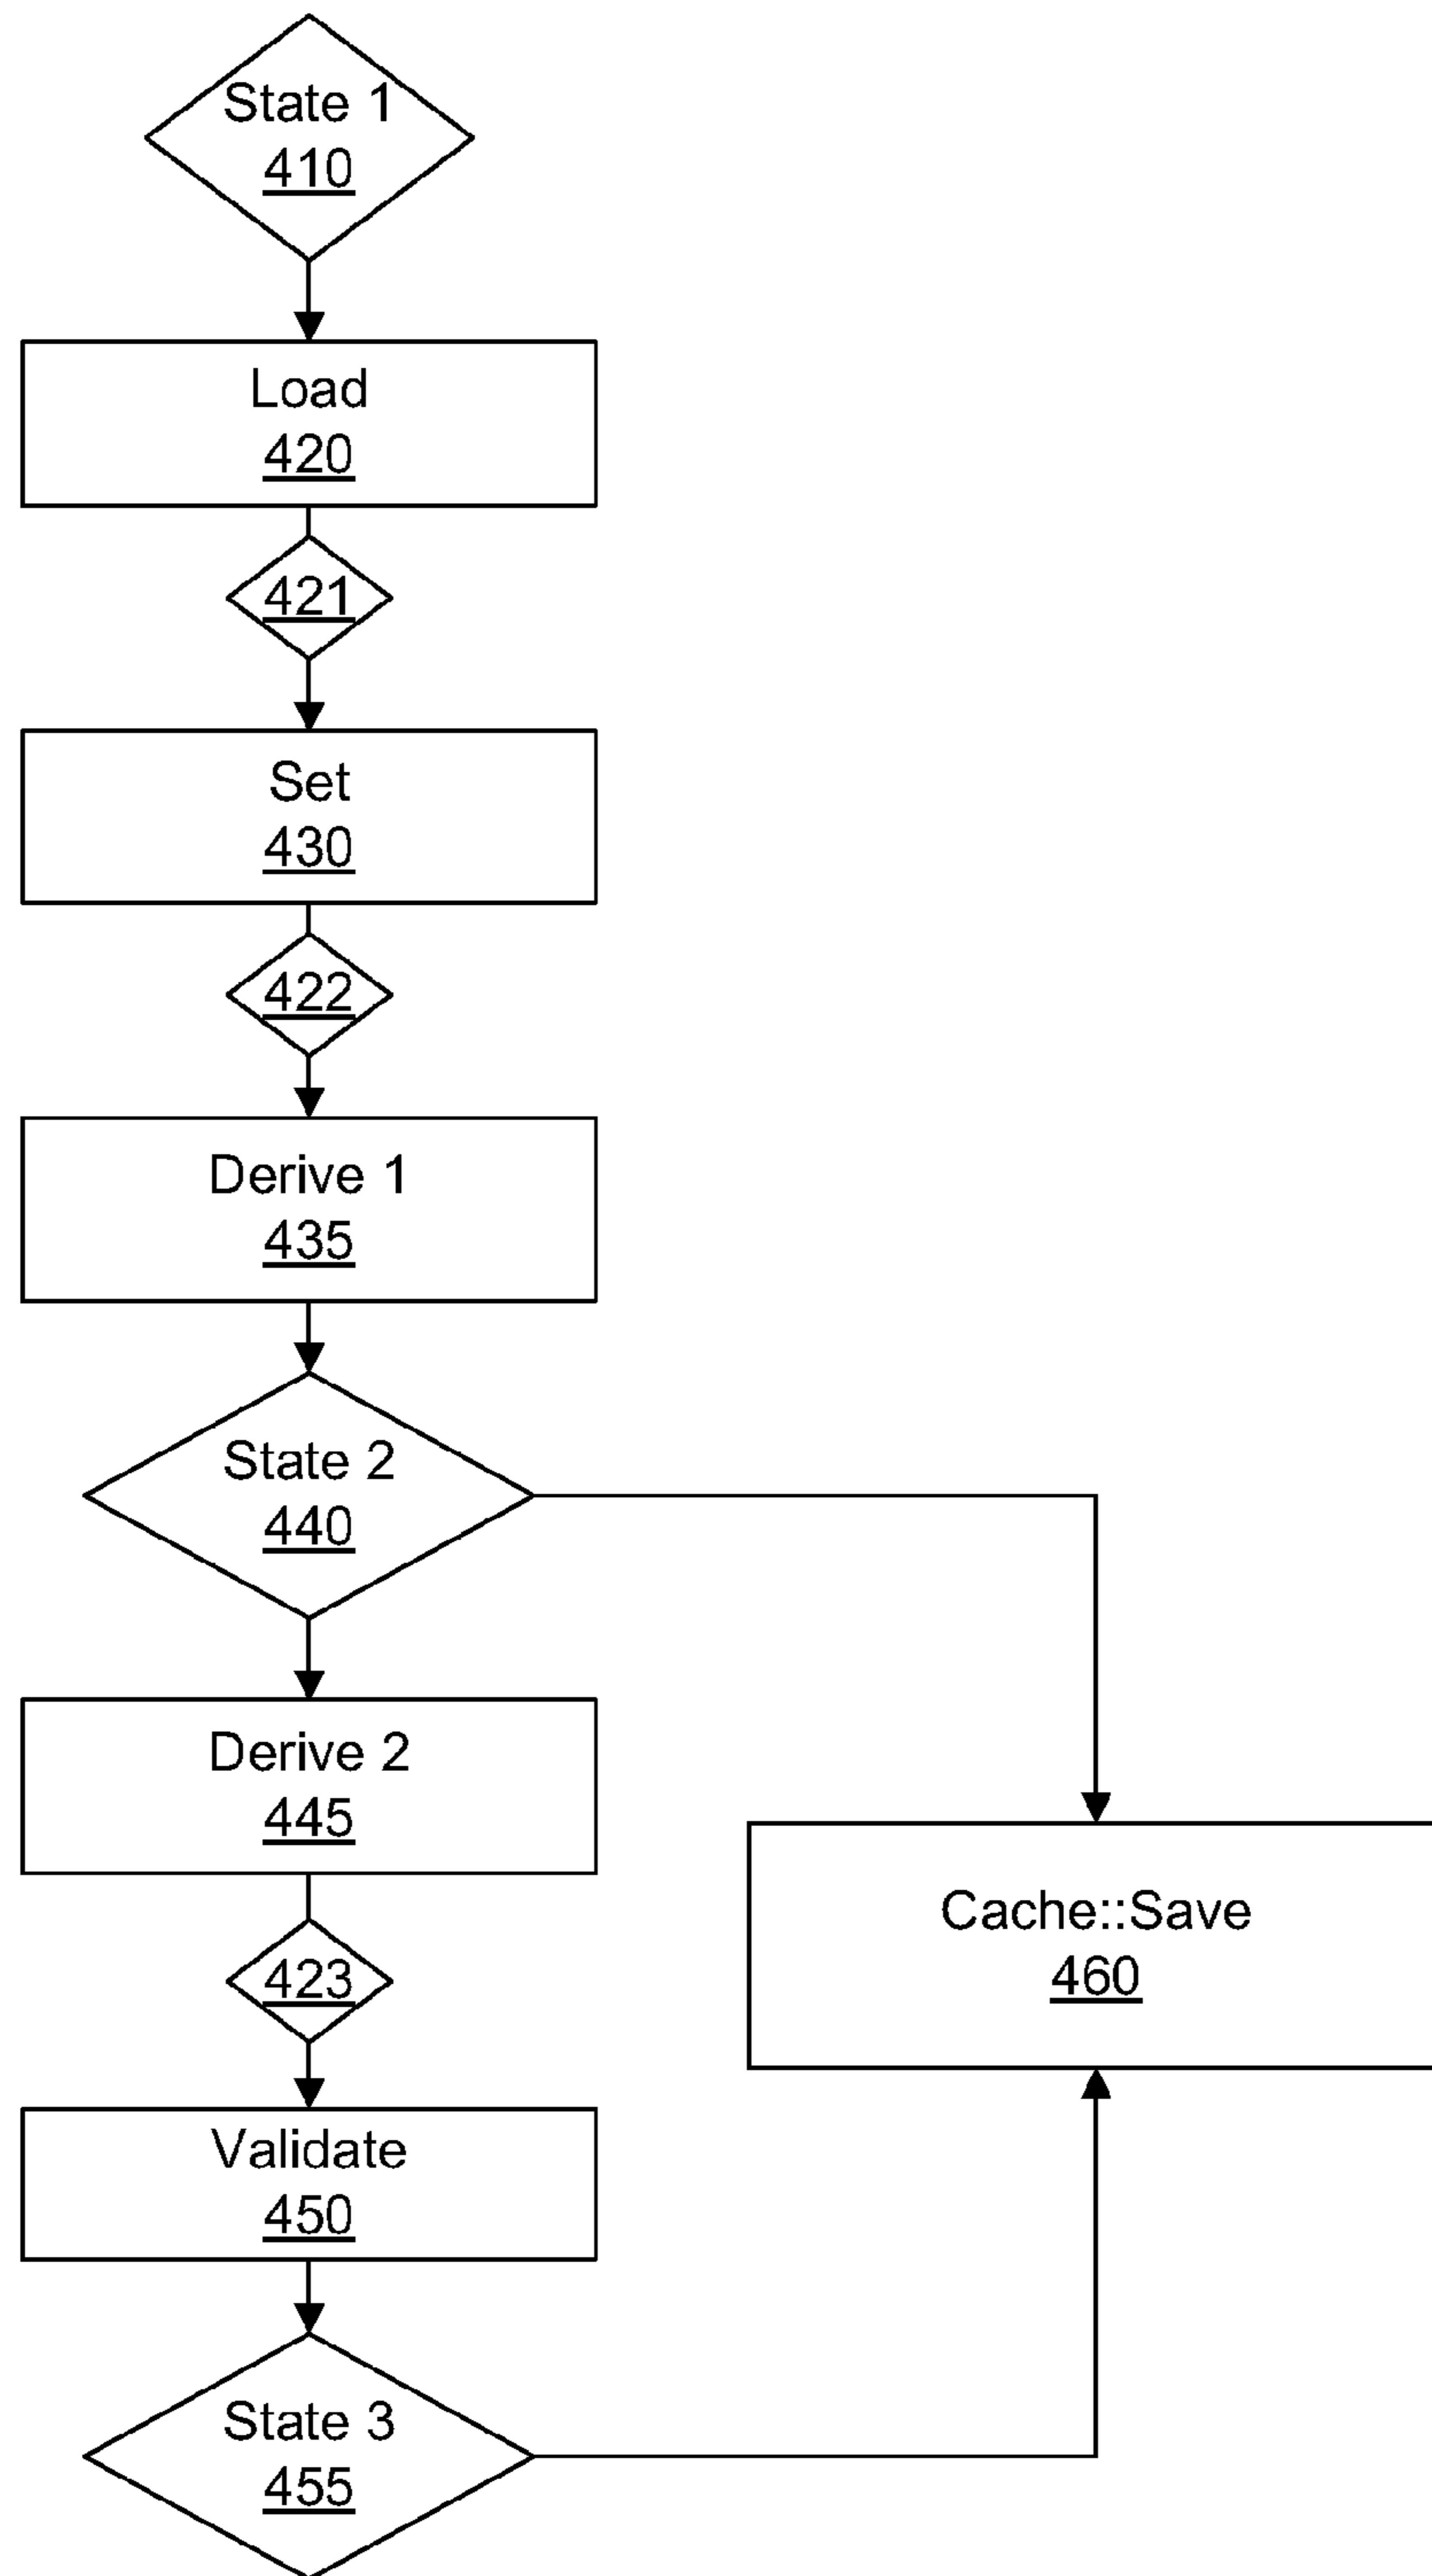 State 1
410
Load
420
421
Set
430
422
Derive 1
435
State 2
440
Derive 2
445
Cache::Save
460
423
Validate
450
State 3
455